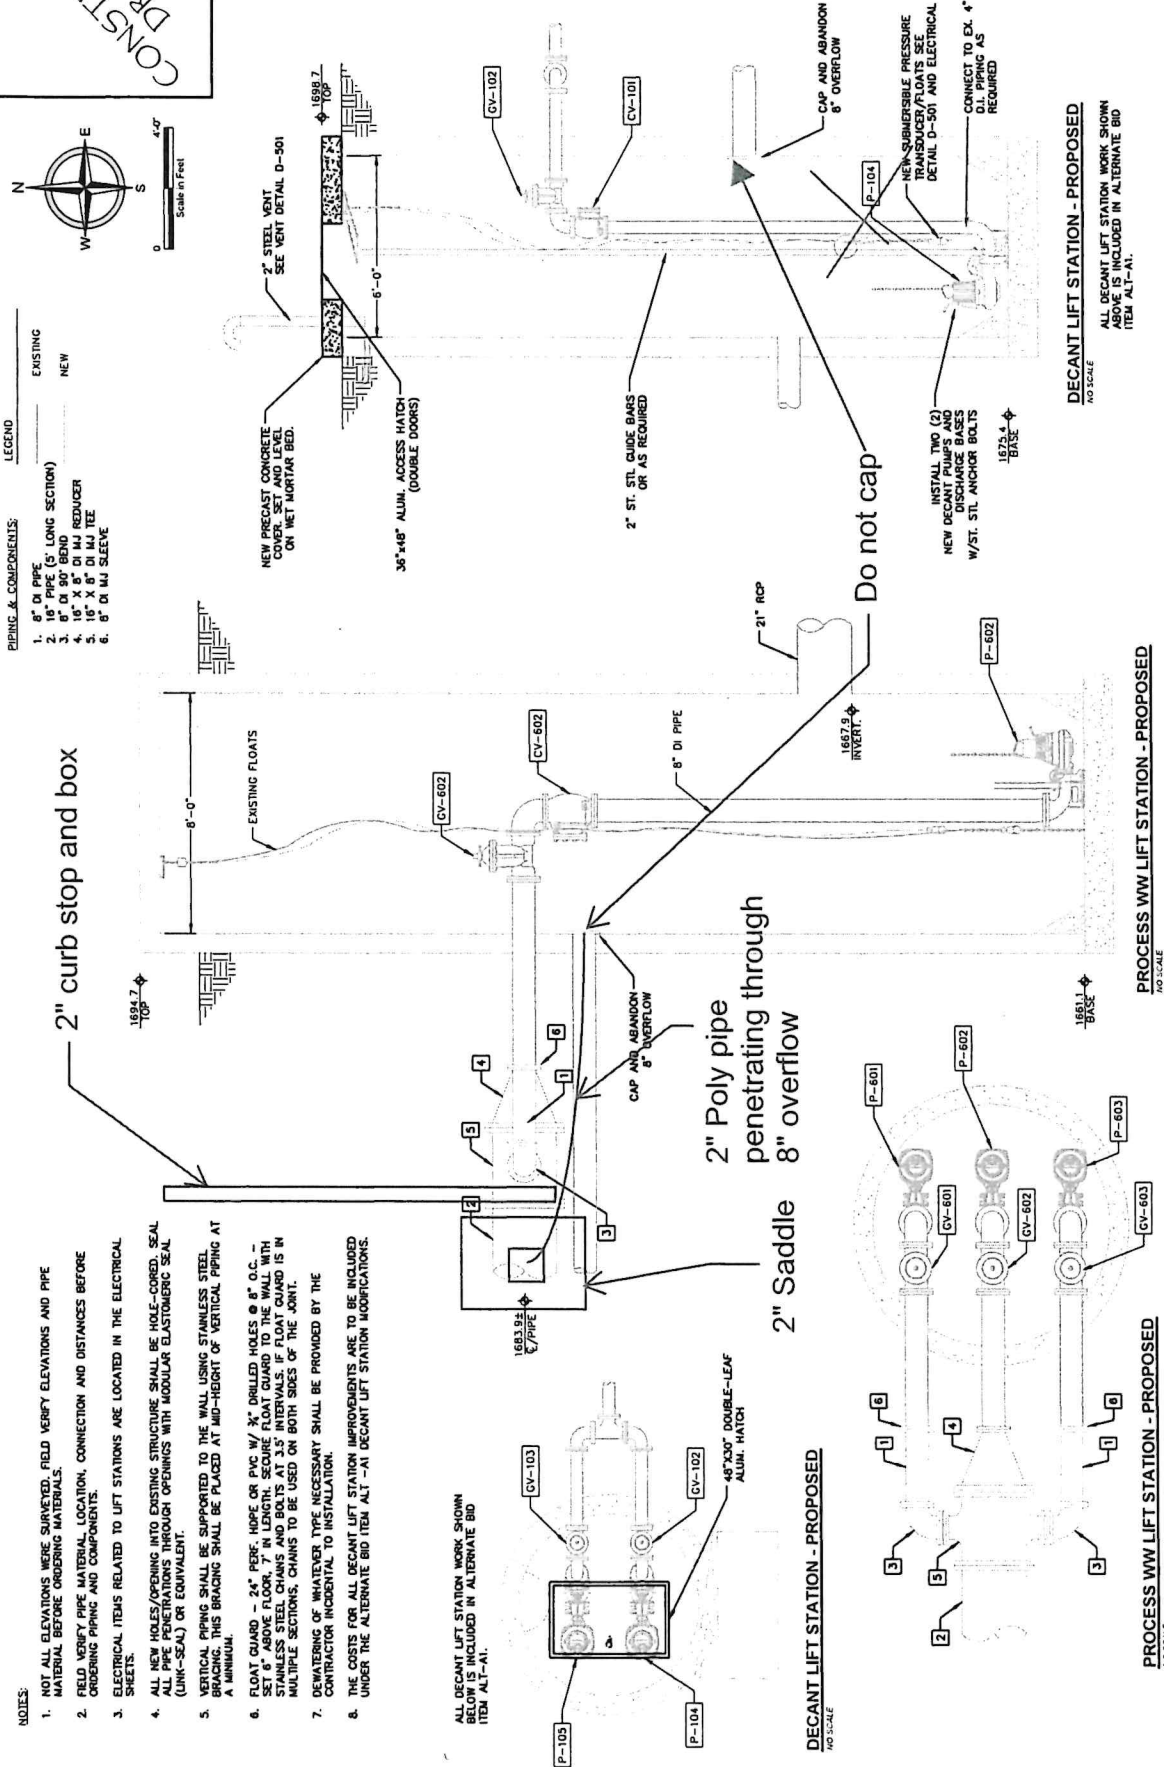 NOTES:
1. NOT ALL ELEVATIONS WERE SURVEYED. FIELD VERIFY ELEVATIONS AND PIPE
MATERIAL BEFORE ORDERING MATERIALS.
2. FIELD VERIFY PIPE MATERIAL, LOCATION, CONNECTION AND DISTANCES BEFORE
ORDERING PIPING AND COMPONENTS.
3. ELECTRICAL ITEMS RELATED TO LIFT STATIONS ARE LOCATED IN THE ELECTRICAL
SHEETS.
4. ALL NEW HOLES/OPENING INTO EXISTING STRUCTURE SHALL BE HOLE-CORED. SEAL
ALL PIPE PENETRATIONS THROUGH OPENINGS WITH MODULAR ELASTOMERIC SEAL
(LINK-SEAL) OR EQUIVALENT.
5. VERTICAL PIPING SHALL BE SUPPORTED TO THE WALL USING STAINLESS STEEL
BRACING. THIS BRACING SHALL BE PLACED AT MID-HEIGHT OF VERTICAL PIPING AT
A MINIMUM.
6. FLOAT GUARD - 24" PERF. HDPE OR PVC W/ ¾" DRILLED HOLES @ 8" O.C. -
SET 6" ABOVE FLOOR, 7' IN LENGTH. SECURE FLOAT GUARD TO THE WALL WITH
STAINLESS STEEL CHAINS AND BOLTS AT 3.5' INTERVALS. IF FLOAT GUARD IS IN
MULTIPLE SECTIONS, CHAINS TO BE USED ON BOTH SIDES OF THE JOINT.
7. DEWATERING OF WHATEVER TYPE NECESSARY SHALL BE PROVIDED BY THE
CONTRACTOR INCIDENTAL TO INSTALLATION.
8. THE COSTS FOR ALL DECANT LIFT STATION IMPROVEMENTS ARE TO BE INCLUDED
UNDER THE ALTERNATE BID ITEM ALT -A1 DECANT LIFT STATION MODIFICATIONS.
PIPING & COMPONENTS:
1. 8" DI PIPE
2. 16" PIPE (5' LONG SECTION)
3. 8" DI 90° BEND
4. 16" X 8" DI MJ REDUCER
5. 16" X 8" DI MJ TEE
6. 8" DI MJ SLEEVE
LEGEND
EXISTING
NEW
N
E
S
W
0
4'-0"
Scale in Feet
2" curb stop and box
1694.7
TOP
8'-0"
EXISTING FLOATS
GV-602
CV-602
5
4
6
1
2
3
1683.9±
℄/PIPE
CAP AND ABANDON
8" OVERFLOW
8" DI PIPE
21" RCP
1667.9
INVERT.
P-602
1661.1
BASE
2" Poly pipe
penetrating through
8" overflow
2" Saddle
Do not cap
PROCESS WW LIFT STATION - PROPOSED
NO SCALE
2" STEEL VENT
SEE VENT DETAIL D-501
1698.7
TOP
NEW PRECAST CONCRETE
COVER. SET AND LEVEL
ON WET MORTAR BED.
6'-0"
36"x48" ALUM. ACCESS HATCH
(DOUBLE DOORS)
GV-102
CV-101
CAP AND ABANDON
8" OVERFLOW
2" ST. STL GUIDE BARS
OR AS REQUIRED
NEW SUBMERSIBLE PRESSURE
TRANSDUCER/FLOATS SEE
DETAIL D-501 AND ELECTRICAL
P-104
CONNECT TO EX. 4"
D.I. PIPING AS
REQUIRED
INSTALL TWO (2)
NEW DECANT PUMPS AND
DISCHARGE BASES
W/ST. STL ANCHOR BOLTS
1675.4
BASE
DECANT LIFT STATION - PROPOSED
NO SCALE
ALL DECANT LIFT STATION WORK SHOWN
ABOVE IS INCLUDED IN ALTERNATE BID
ITEM ALT-A1.
ALL DECANT LIFT STATION WORK SHOWN
BELOW IS INCLUDED IN ALTERNATE BID
ITEM ALT-A1.
GV-103
P-105
GV-102
P-104
48"X30" DOUBLE-LEAF
ALUM. HATCH
DECANT LIFT STATION - PROPOSED
NO SCALE
P-601
P-602
P-603
GV-601
GV-602
GV-603
6
1
4
3
5
2
6
1
3
PROCESS WW LIFT STATION - PROPOSED